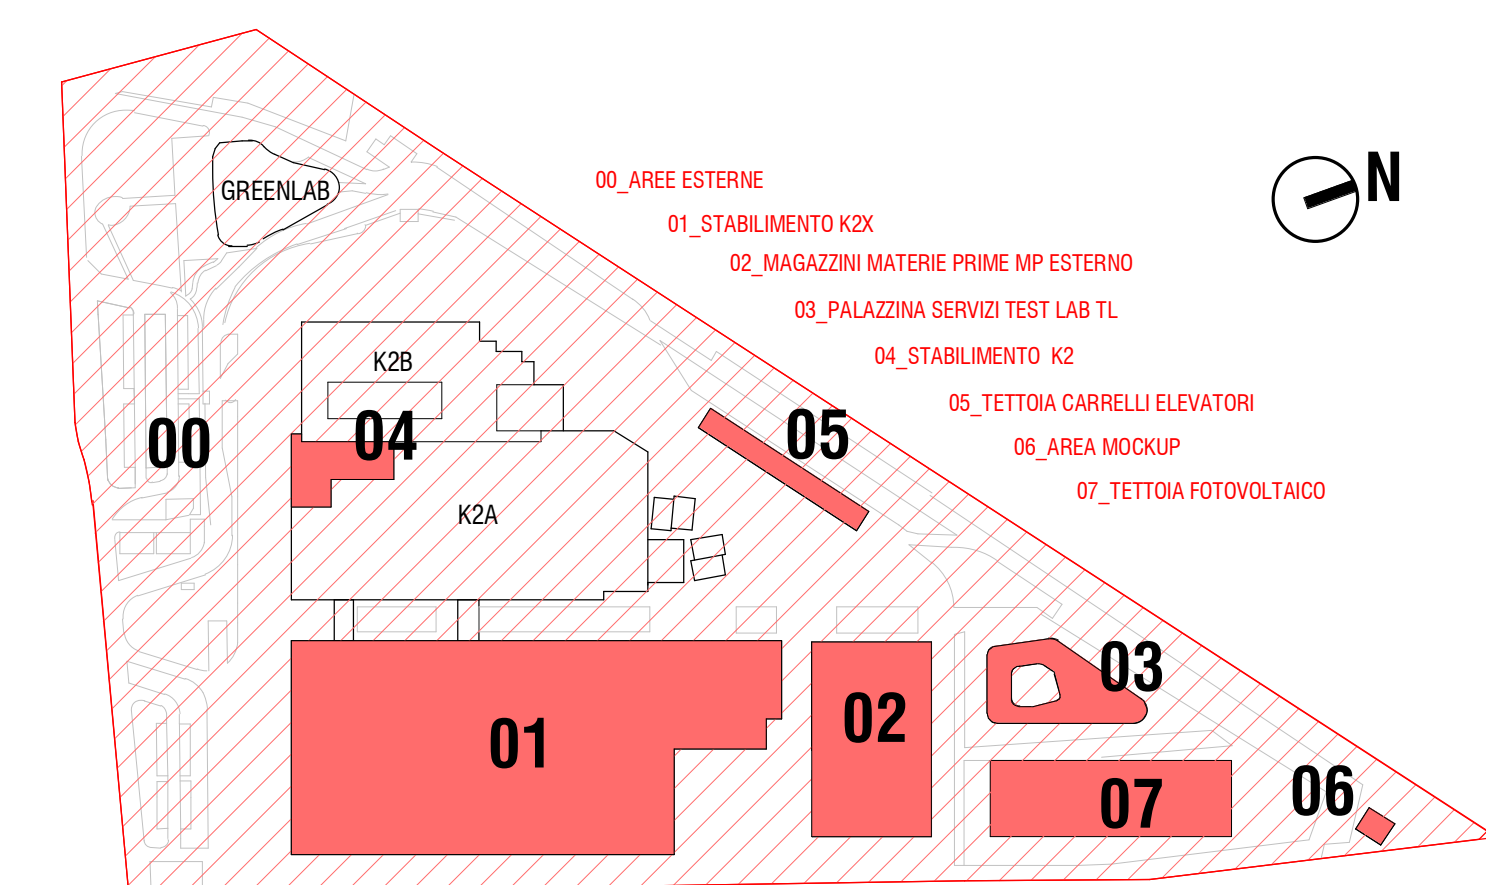 N
00_AREE ESTERNE
GREENLAB
01_STABILIMENTO K2X
02_MAGAZZINI MATERIE PRIME MP ESTERNO
03_PALAZZINA SERVIZI TEST LAB TL
04_STABILIMENTO K2
K2B
05_TETTOIA CARRELLI ELEVATORI
00
04
05
06_AREA MOCKUP
07_TETTOIA FOTOVOLTAICO
K2A
03
01
02
07
06